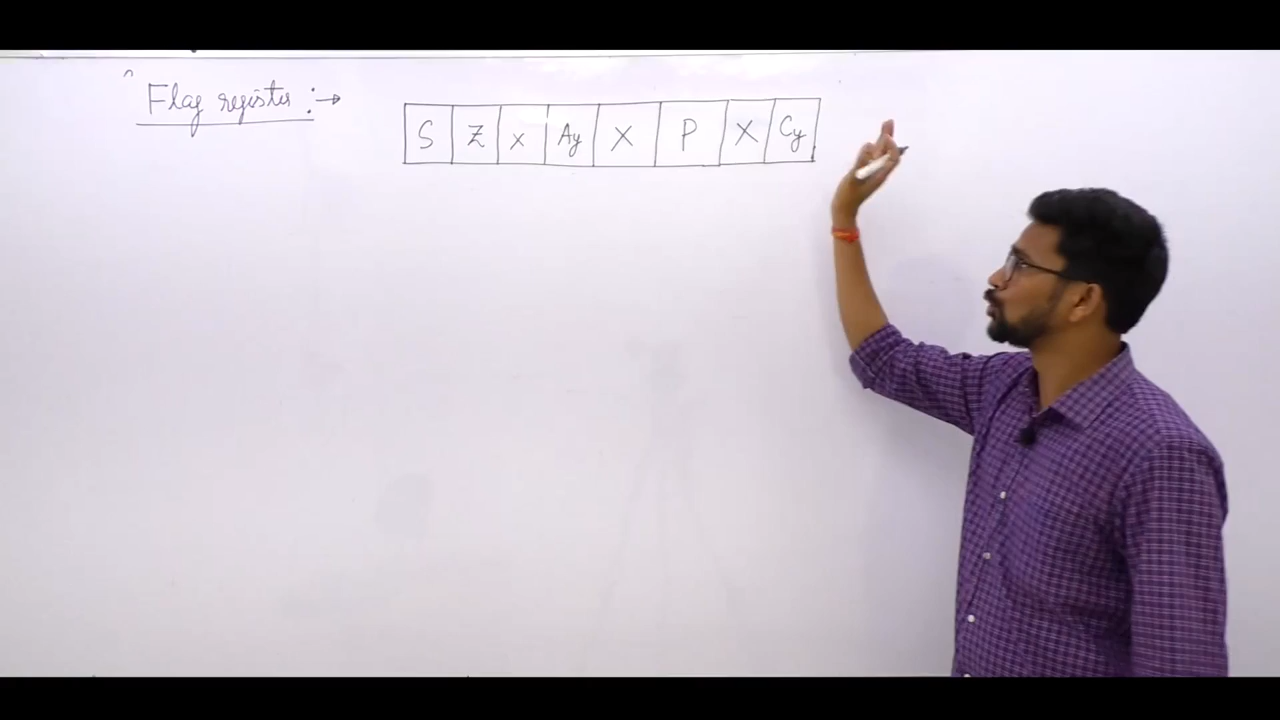 Flag register :→
S Z x Ay X P X Cy